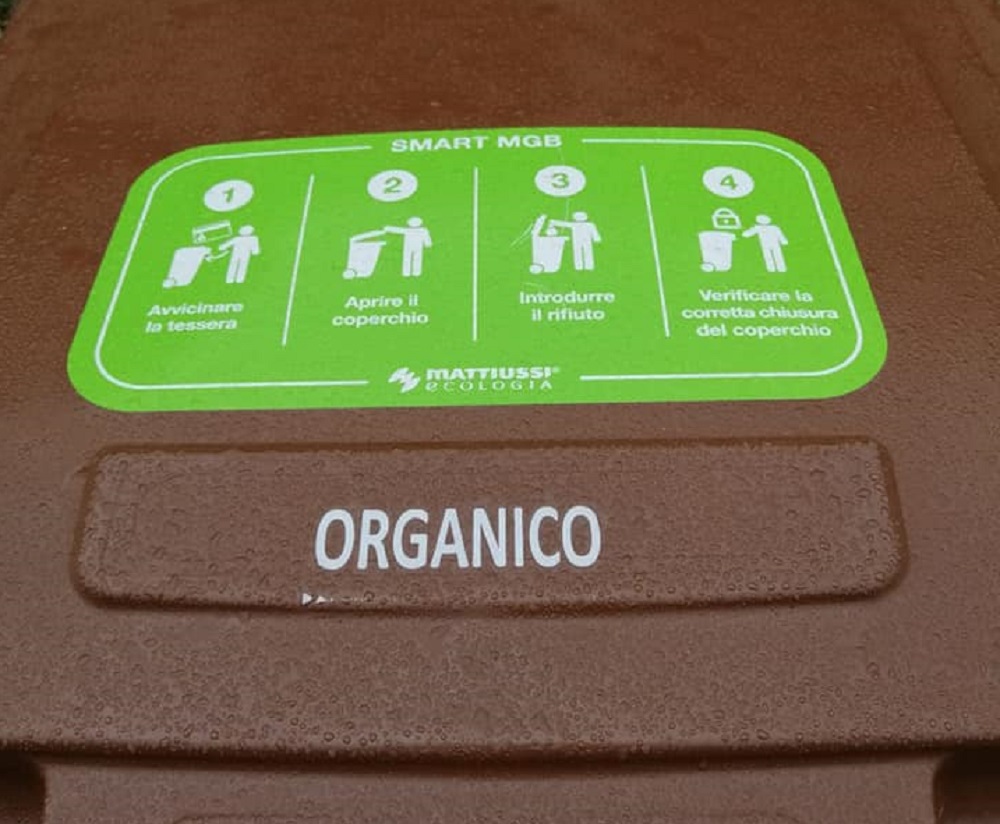 SMART MGB
1
2
3
4
Avvicinare
la tessera
Aprire il
coperchio
Introdurre
il rifiuto
Verificare la
corretta chiusura
del coperchio
MATTIUSSI®
ECOLOGIA
ORGANICO